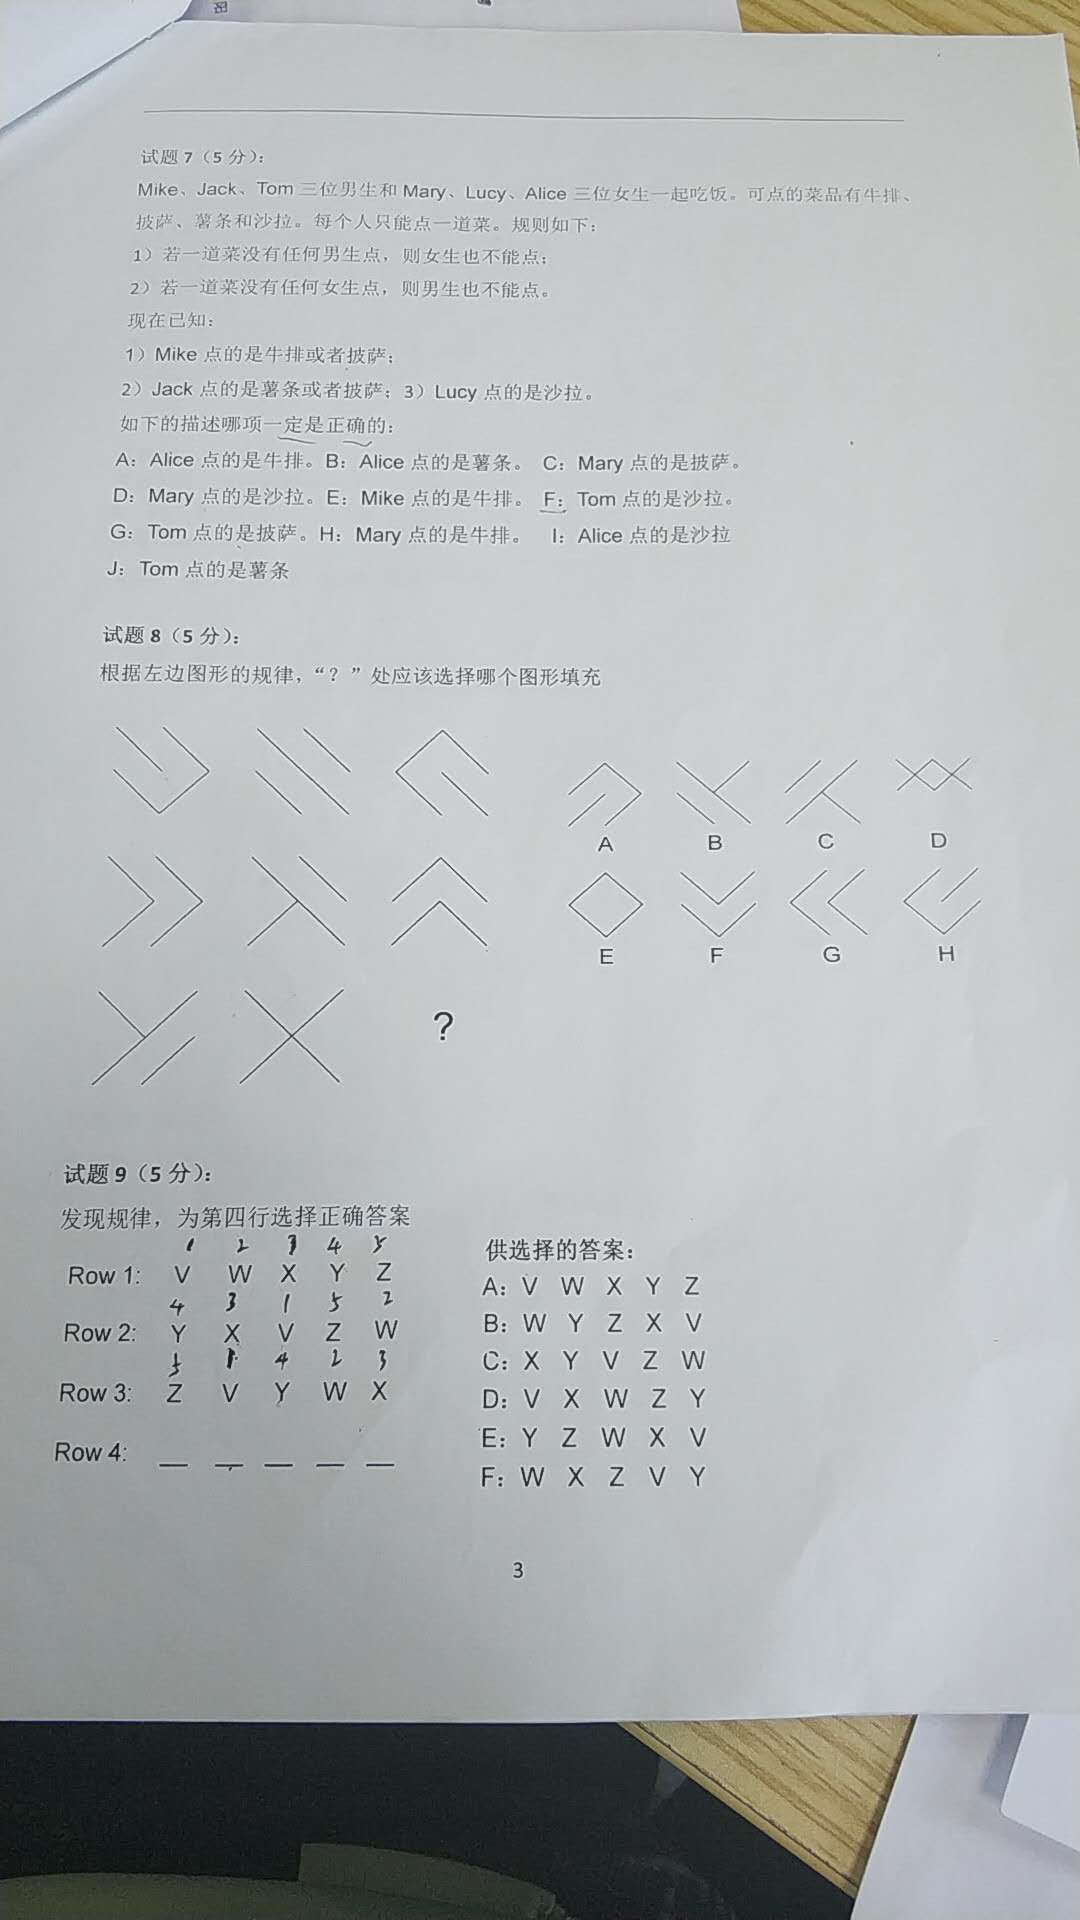 试题 7（5 分）：
Mike、Jack、Tom 三位男生和 Mary、Lucy、Alice 三位女生一起吃饭。可点的菜品有牛排、
披萨、薯条和沙拉。每个人只能点一道菜。规则如下：
1）若一道菜没有任何男生点，则女生也不能点；
2）若一道菜没有任何女生点，则男生也不能点。
现在已知：
1）Mike 点的是牛排或者披萨；
2）Jack 点的是薯条或者披萨；3）Lucy 点的是沙拉。
如下的描述哪项一定是正确的：
A：Alice 点的是牛排。B：Alice 点的是薯条。 C：Mary 点的是披萨。
D：Mary 点的是沙拉。E：Mike 点的是牛排。 F：Tom 点的是沙拉。
G：Tom 点的是披萨。H：Mary 点的是牛排。 I：Alice 点的是沙拉
J：Tom 点的是薯条
试题 8（5 分）：
根据左边图形的规律，“？”处应该选择哪个图形填充
A B C D
E F G H
?
试题 9（5 分）：
发现规律，为第四行选择正确答案
1 2 3 4 5
Row 1: V W X Y Z
4 3 1 5 2
Row 2: Y X V Z W
5 1 4 2 3
Row 3: Z V Y W X
Row 4: __ __ __ __ __
供选择的答案：
A：V W X Y Z
B：W Y Z X V
C：X Y V Z W
D：V X W Z Y
E：Y Z W X V
F：W X Z V Y
3